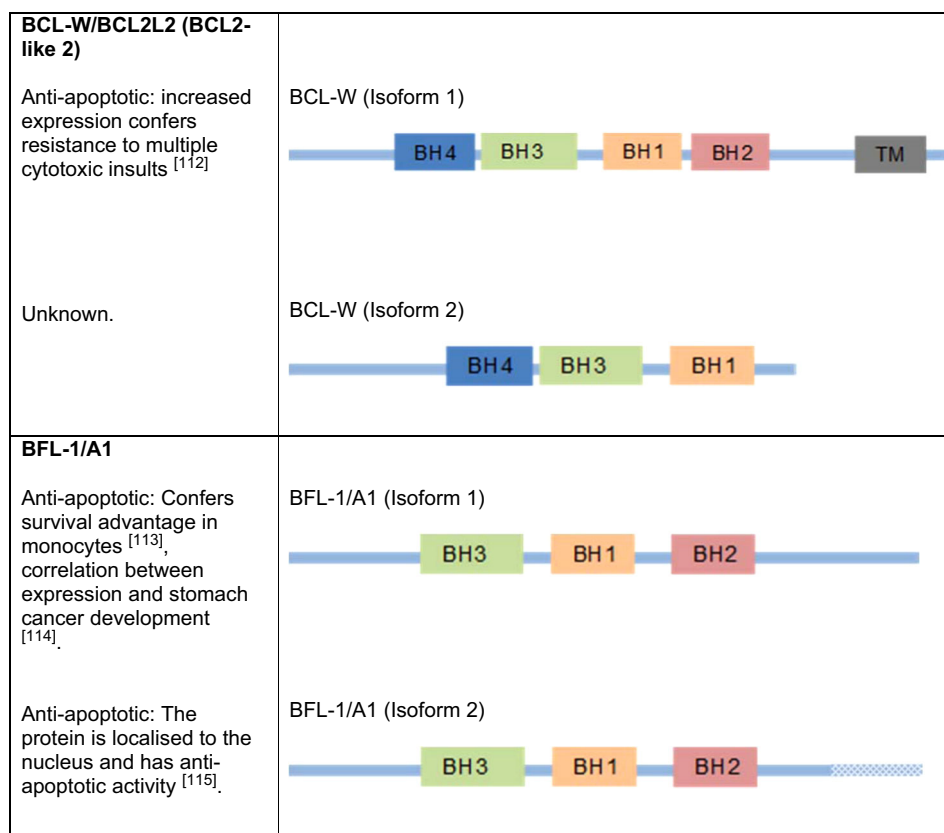 BCL-W/BCL2L2 (BCL2-
like 2)
Anti-apoptotic: increased
expression confers
resistance to multiple
cytotoxic insults [112]
BCL-W (Isoform 1)
BH4 BH3 BH1 BH2 TM
Unknown.
BCL-W (Isoform 2)
BH4 BH3 BH1
BFL-1/A1
Anti-apoptotic: Confers
survival advantage in
monocytes [113],
correlation between
expression and stomach
cancer development
[114].
BFL-1/A1 (Isoform 1)
BH3 BH1 BH2
Anti-apoptotic: The
protein is localised to the
nucleus and has anti-
apoptotic activity [115].
BFL-1/A1 (Isoform 2)
BH3 BH1 BH2